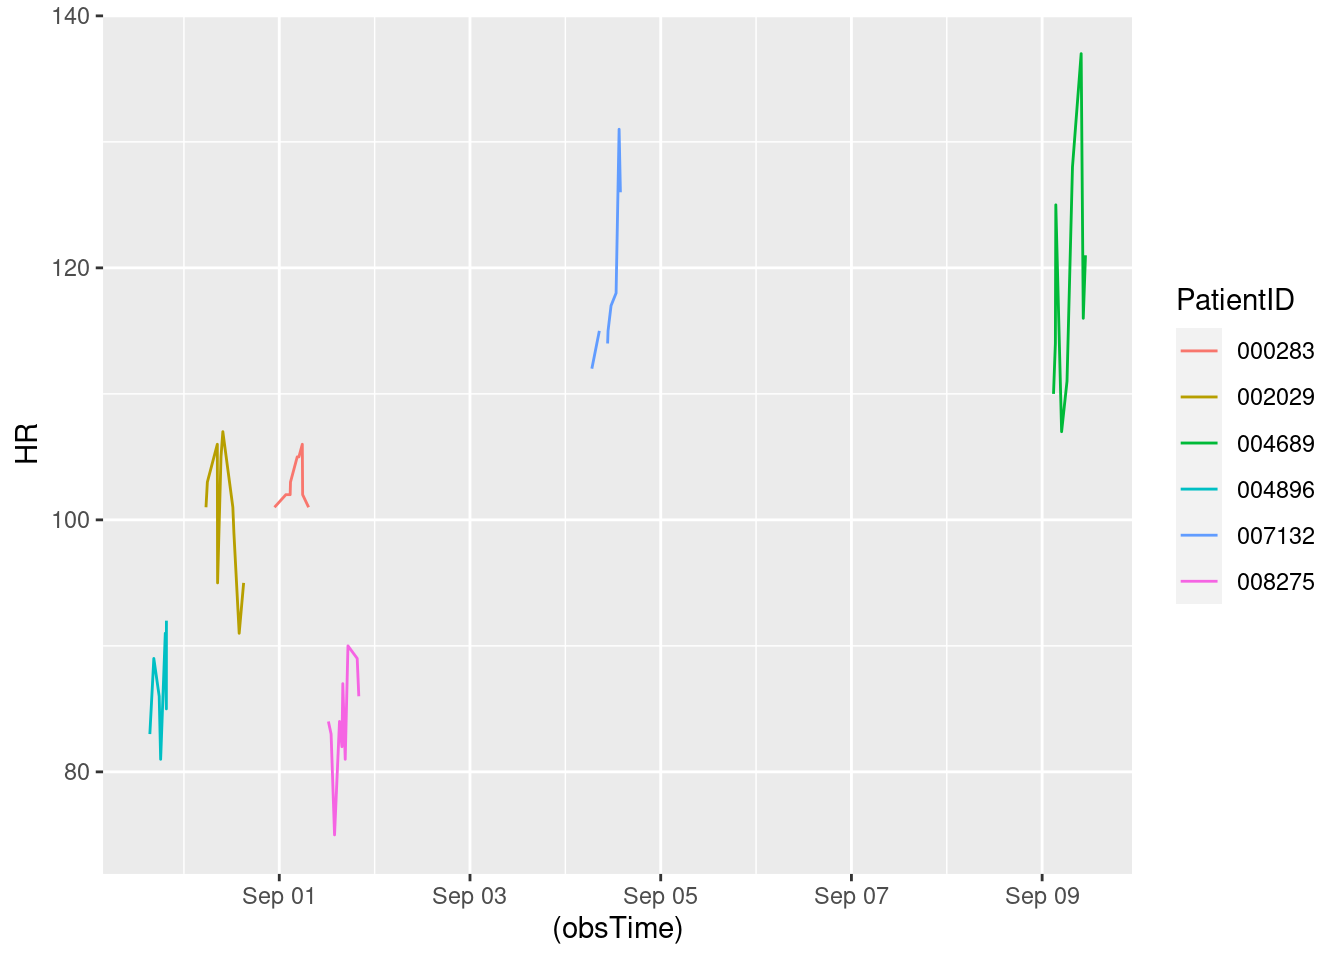 140
120
100
80
HR
Sep 01
Sep 03
Sep 05
Sep 07
Sep 09
(obsTime)
PatientID
000283
002029
004689
004896
007132
008275